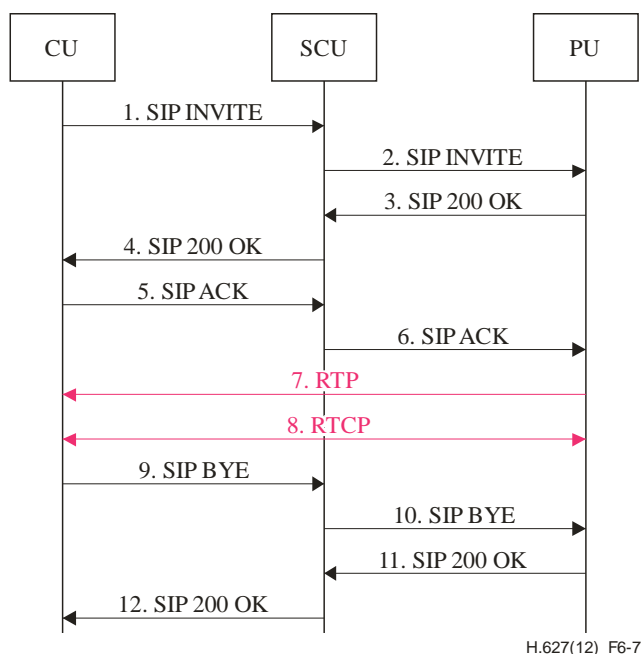 CU SCU PU
1. SIP INVITE
2. SIP INVITE
3. SIP 200 OK
4. SIP 200 OK
5. SIP ACK
6. SIP ACK
7. RTP
8. RTCP
9. SIP BYE
10. SIP BYE
11. SIP 200 OK
12. SIP 200 OK
H.627(12)_F6-7